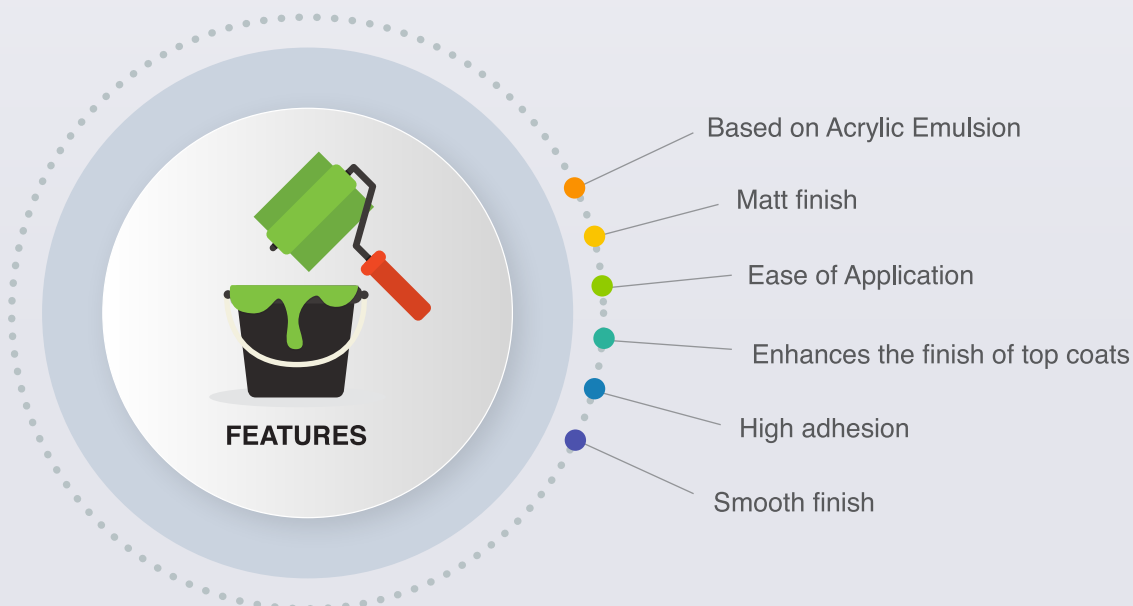 FEATURES
Based on Acrylic Emulsion
Matt finish
Ease of Application
Enhances the finish of top coats
High adhesion
Smooth finish